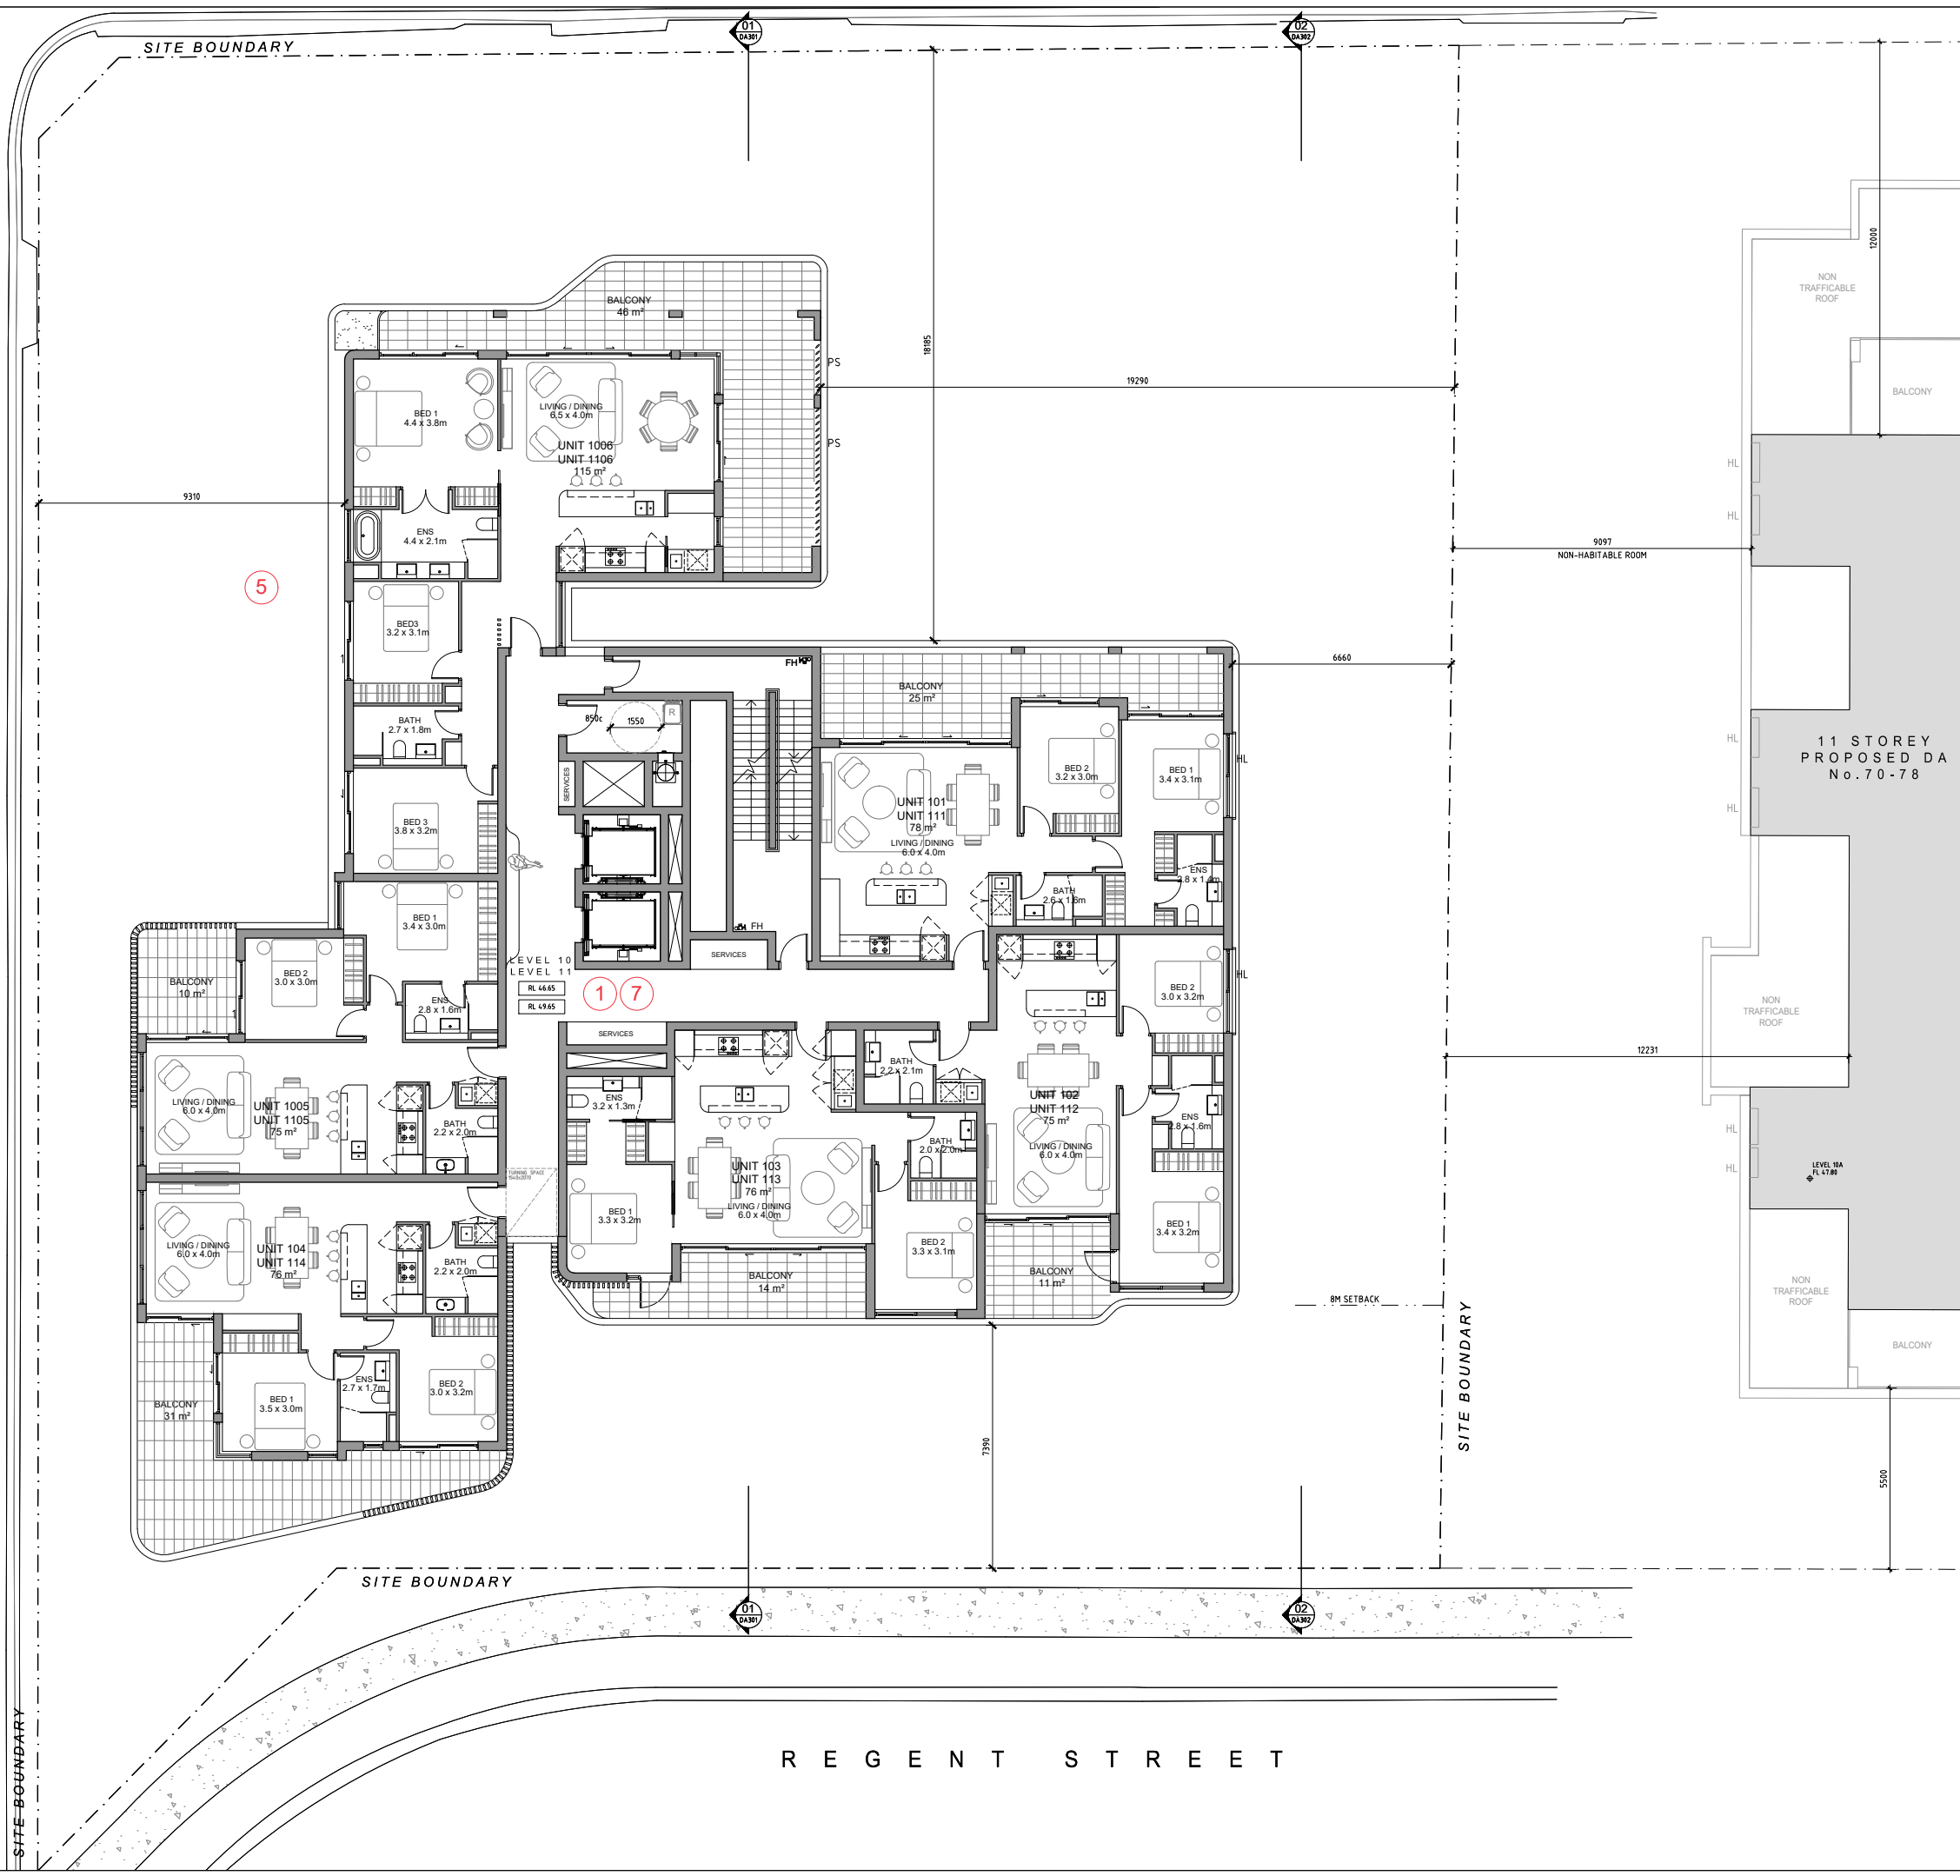 SITE BOUNDARY
01
DA301
02
DA302
12000
NON
TRAFFICABLE
ROOF
BALCONY
46 m²
18185
PS
19290
BALCONY
BED 1
4.4 x 3.8m
LIVING / DINING
6.5 x 4.0m
UNIT 1006
UNIT 1106
115 m²
PS
HL
9310
HL
ENS
4.4 x 2.1m
9097
NON-HABITABLE ROOM
5
BED3
3.2 x 3.1m
FH
6660
BALCONY
25 m²
BATH
2.7 x 1.8m
850c
1550
R
HL
11 STOREY
PROPOSED DA
No.70-78
HL
BED 2
3.2 x 3.0m
BED 1
3.4 x 3.1m
SERVICES
UNIT 101
UNIT 111
78 m²
LIVING / DINING
6.0 x 4.0m
HL
BED 3
3.8 x 3.2m
ENS
2.8 x 1.4m
BATH
2.6 x 1.6m
BED 1
3.4 x 3.0m
FH
SERVICES
LEVEL 10
LEVEL 11
RL 46.65
RL 49.65
1
7
BED 2
3.0 x 3.0m
BALCONY
10 m²
ENS
2.8 x 1.6m
BED 2
3.0 x 3.2m
HL
NON
TRAFFICABLE
ROOF
SERVICES
12231
BATH
2.2 x 2.1m
ENS
3.2 x 1.3m
UNIT 102
UNIT 112
75 m²
LIVING / DINING
6.0 x 4.0m
LIVING / DINING
6.0 x 4.0m
UNIT 1005
UNIT 1105
75 m²
BATH
2.2 x 2.0m
BATH
2.0 x 2.0m
ENS
2.8 x 1.6m
HL
HL
LEVEL 10A
FL 47.80
TURNING SPACE
UNIT 103
UNIT 113
76 m²
LIVING / DINING
6.0 x 4.0m
BED 1
3.3 x 3.2m
BED 2
3.3 x 3.1m
BED 1
3.4 x 3.2m
LIVING / DINING
6.0 x 4.0m
UNIT 104
UNIT 114
76 m²
BATH
2.2 x 2.0m
BALCONY
14 m²
BALCONY
11 m²
8M SETBACK
NON
TRAFFICABLE
ROOF
BALCONY
SITE BOUNDARY
BALCONY
31 m²
BED 1
3.5 x 3.0m
ENS
2.7 x 1.7m
BED 2
3.0 x 3.2m
7390
5500
SITE BOUNDARY
01
DA301
02
DA302
SITE BOUNDARY
REGENT STREET